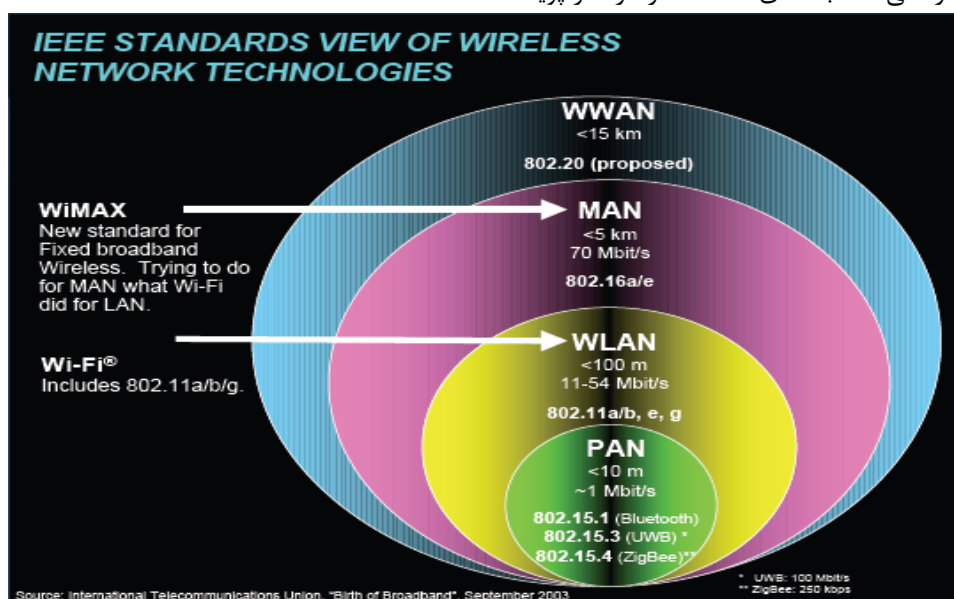 IEEE STANDARDS VIEW OF WIRELESS
NETWORK TECHNOLOGIES
WWAN
<15 km
802.20 (proposed)
WiMAX
New standard for
Fixed broadband
Wireless. Trying to do
for MAN what Wi-Fi
did for LAN.
MAN
<5 km
70 Mbit/s
802.16a/e
Wi-Fi®
Includes 802.11a/b/g.
WLAN
<100 m
11-54 Mbit/s
802.11a/b, e, g
PAN
<10 m
~1 Mbit/s
802.15.1 (Bluetooth)
802.15.3 (UWB) *
802.15.4 (ZigBee)**
* UWB: 100 Mbit/s
** ZigBee: 250 kbps
Source: International Telecommunications Union, "Birth of Broadband", September 2003